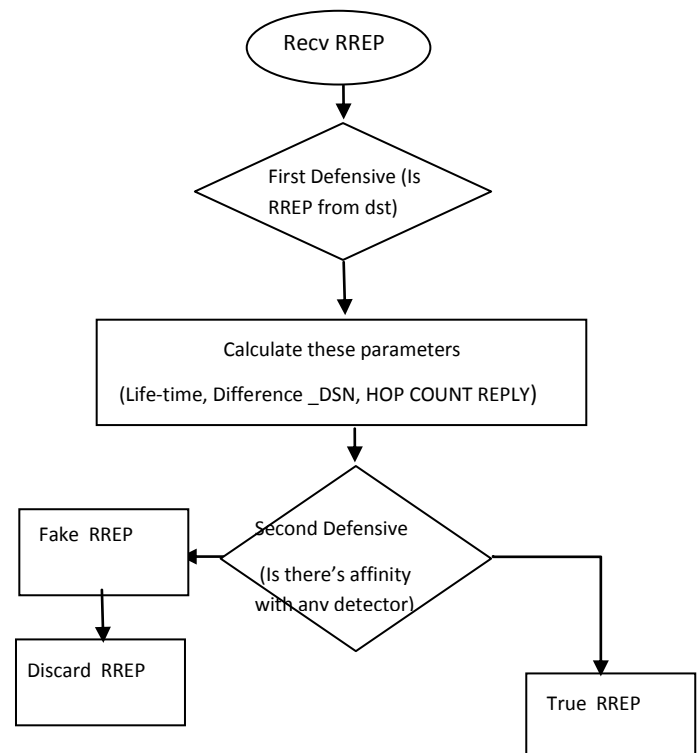 Recv RREP
First Defensive (Is
RREP from dst)
Calculate these parameters
(Life-time, Difference _DSN, HOP COUNT REPLY)
Second Defensive
(Is there's affinity
with any detector)
Fake RREP
Discard RREP
True RREP